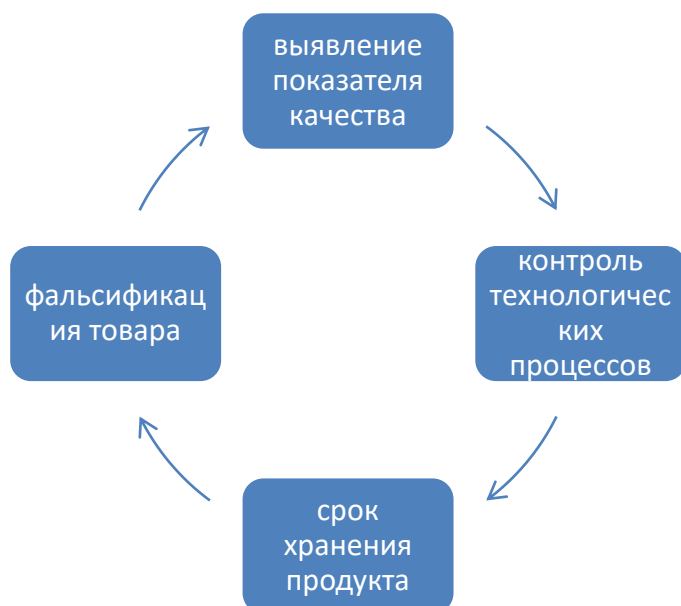 выявление
показателя
качества
контроль
технологичес
ких
процессов
срок
хранения
продукта
фальсификац
ия товара